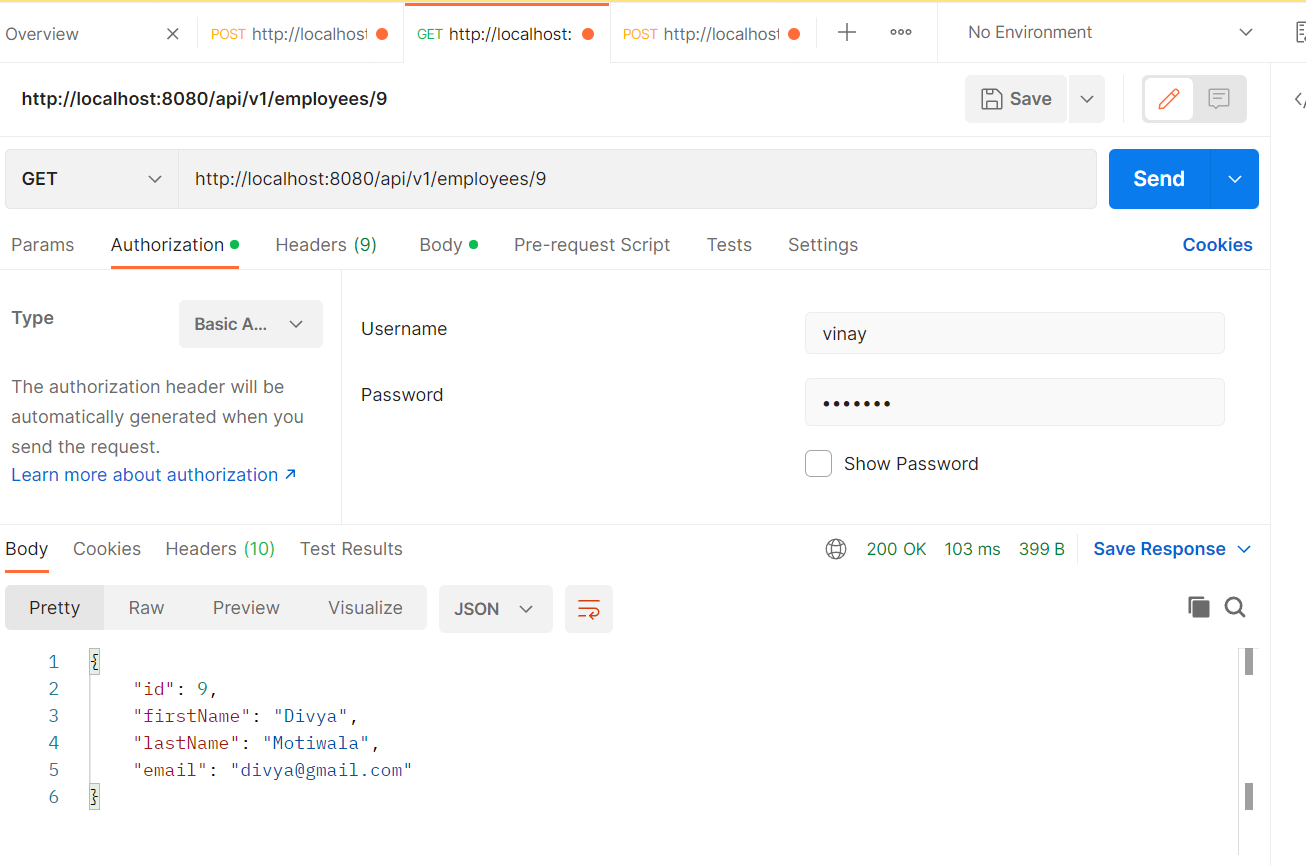 Overview
POST http://localhost
GET http://localhost:
POST http://localhost
No Environment
http://localhost:8080/api/v1/employees/9
Save
GET
http://localhost:8080/api/v1/employees/9
Send
Params
Authorization
Headers (9)
Body
Pre-request Script
Tests
Settings
Cookies
Type
Basic A...
The authorization header will be
automatically generated when you
send the request.
Learn more about authorization ↗
Username
vinay
Password
•••••••
Show Password
Body
Cookies
Headers (10)
Test Results
200 OK
103 ms
399 B
Save Response
Pretty
Raw
Preview
Visualize
JSON
1 {
2 "id": 9,
3 "firstName": "Divya",
4 "lastName": "Motiwala",
5 "email": "divya@gmail.com"
6 }